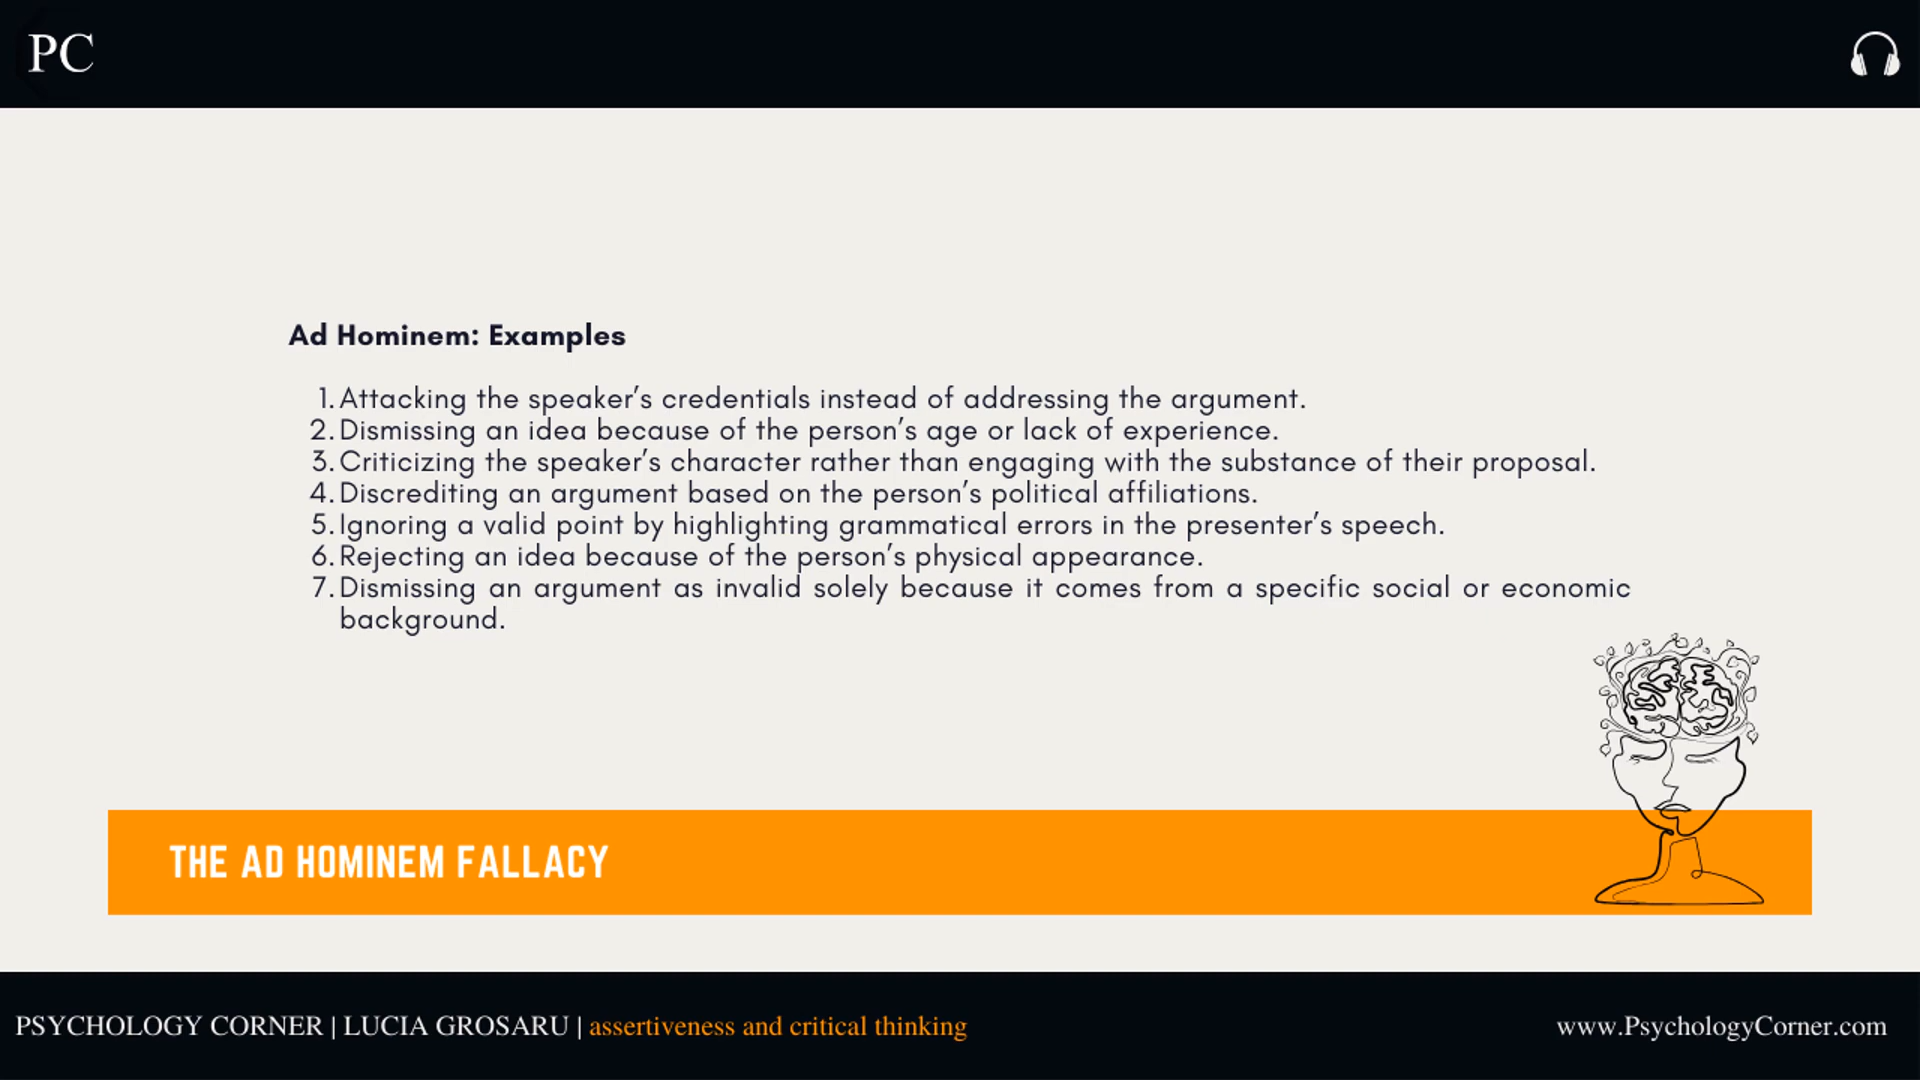 PC
Ad Hominem: Examples
1. Attacking the speaker’s credentials instead of addressing the argument.
2. Dismissing an idea because of the person’s age or lack of experience.
3. Criticizing the speaker’s character rather than engaging with the substance of their proposal.
4. Discrediting an argument based on the person’s political affiliations.
5. Ignoring a valid point by highlighting grammatical errors in the presenter’s speech.
6. Rejecting an idea because of the person’s physical appearance.
7. Dismissing an argument as invalid solely because it comes from a specific social or economic
background.
THE AD HOMINEM FALLACY
PSYCHOLOGY CORNER | LUCIA GROSARU | assertiveness and critical thinking
www.PsychologyCorner.com